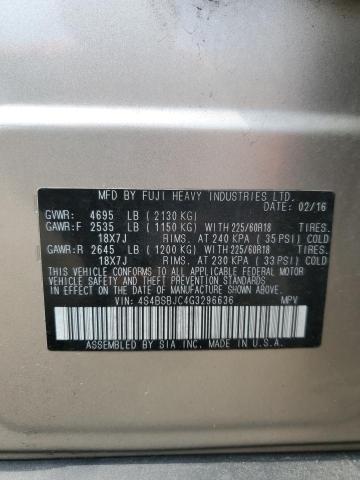 MFD BY FUJI HEAVY INDUSTRIES LTD.
DATE: 02/16
GVWR: 4695 LB (2130 KG)
GAWR:F 2535 LB (1150 KG) WITH 225/60R18 TIRES.
18X7J RIMS. AT 240 KPA (35 PSI) COLD
GAWR:R 2645 LB (1200 KG) WITH 225/60R18 TIRES.
18X7J RIMS. AT 230 KPA (33 PSI) COLD
THIS VEHICLE CONFORMS TO ALL APPLICABLE FEDERAL MOTOR
VEHICLE SAFETY AND BUMPER STANDARDS IN EFFECT ON THE
DATE OF MANUFACTURE SHOWN ABOVE.
VIN: 4S4BSBJC4G3296636 MPV
ASSEMBLED BY SIA INC. MADE IN U.S.A.